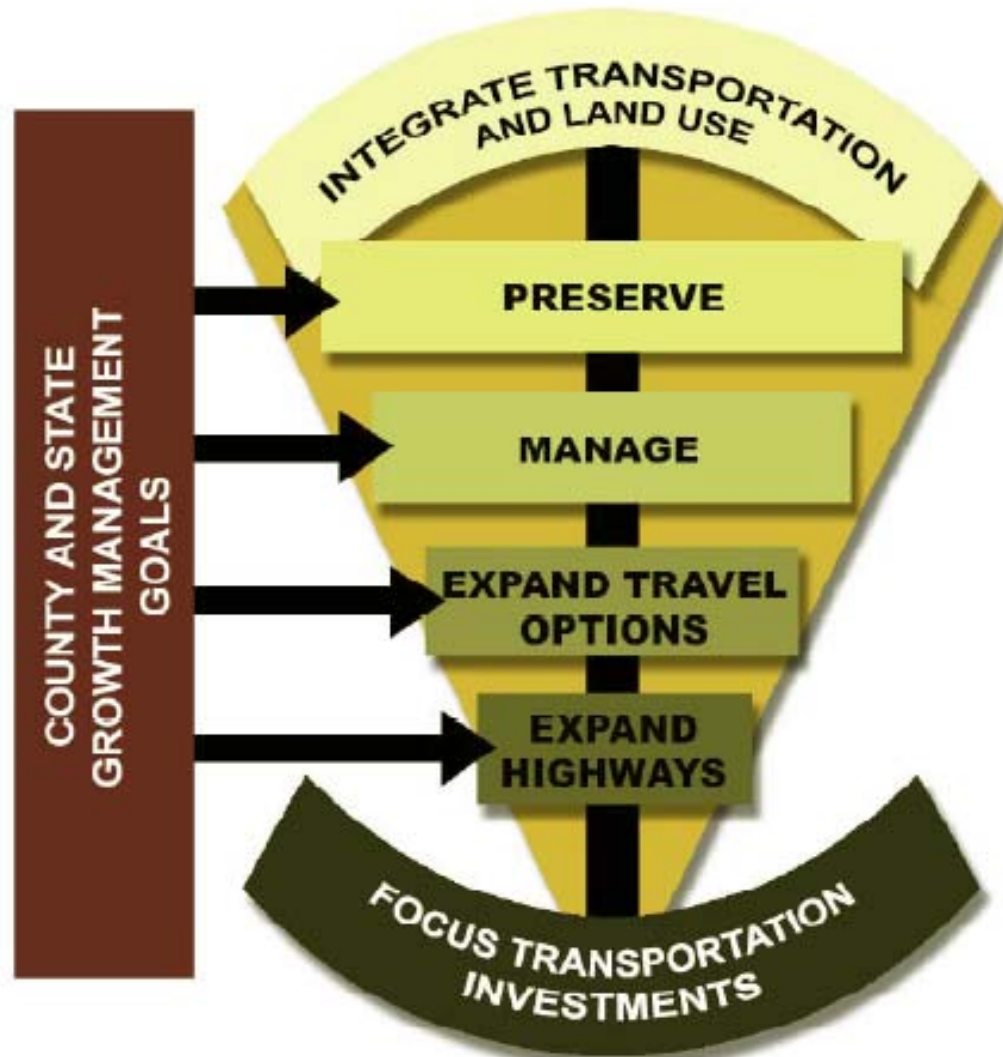 INTEGRATE TRANSPORTATION
AND LAND USE
COUNTY AND STATE
GROWTH MANAGEMENT
GOALS
PRESERVE
MANAGE
EXPAND TRAVEL
OPTIONS
EXPAND
HIGHWAYS
FOCUS TRANSPORTATION
INVESTMENTS